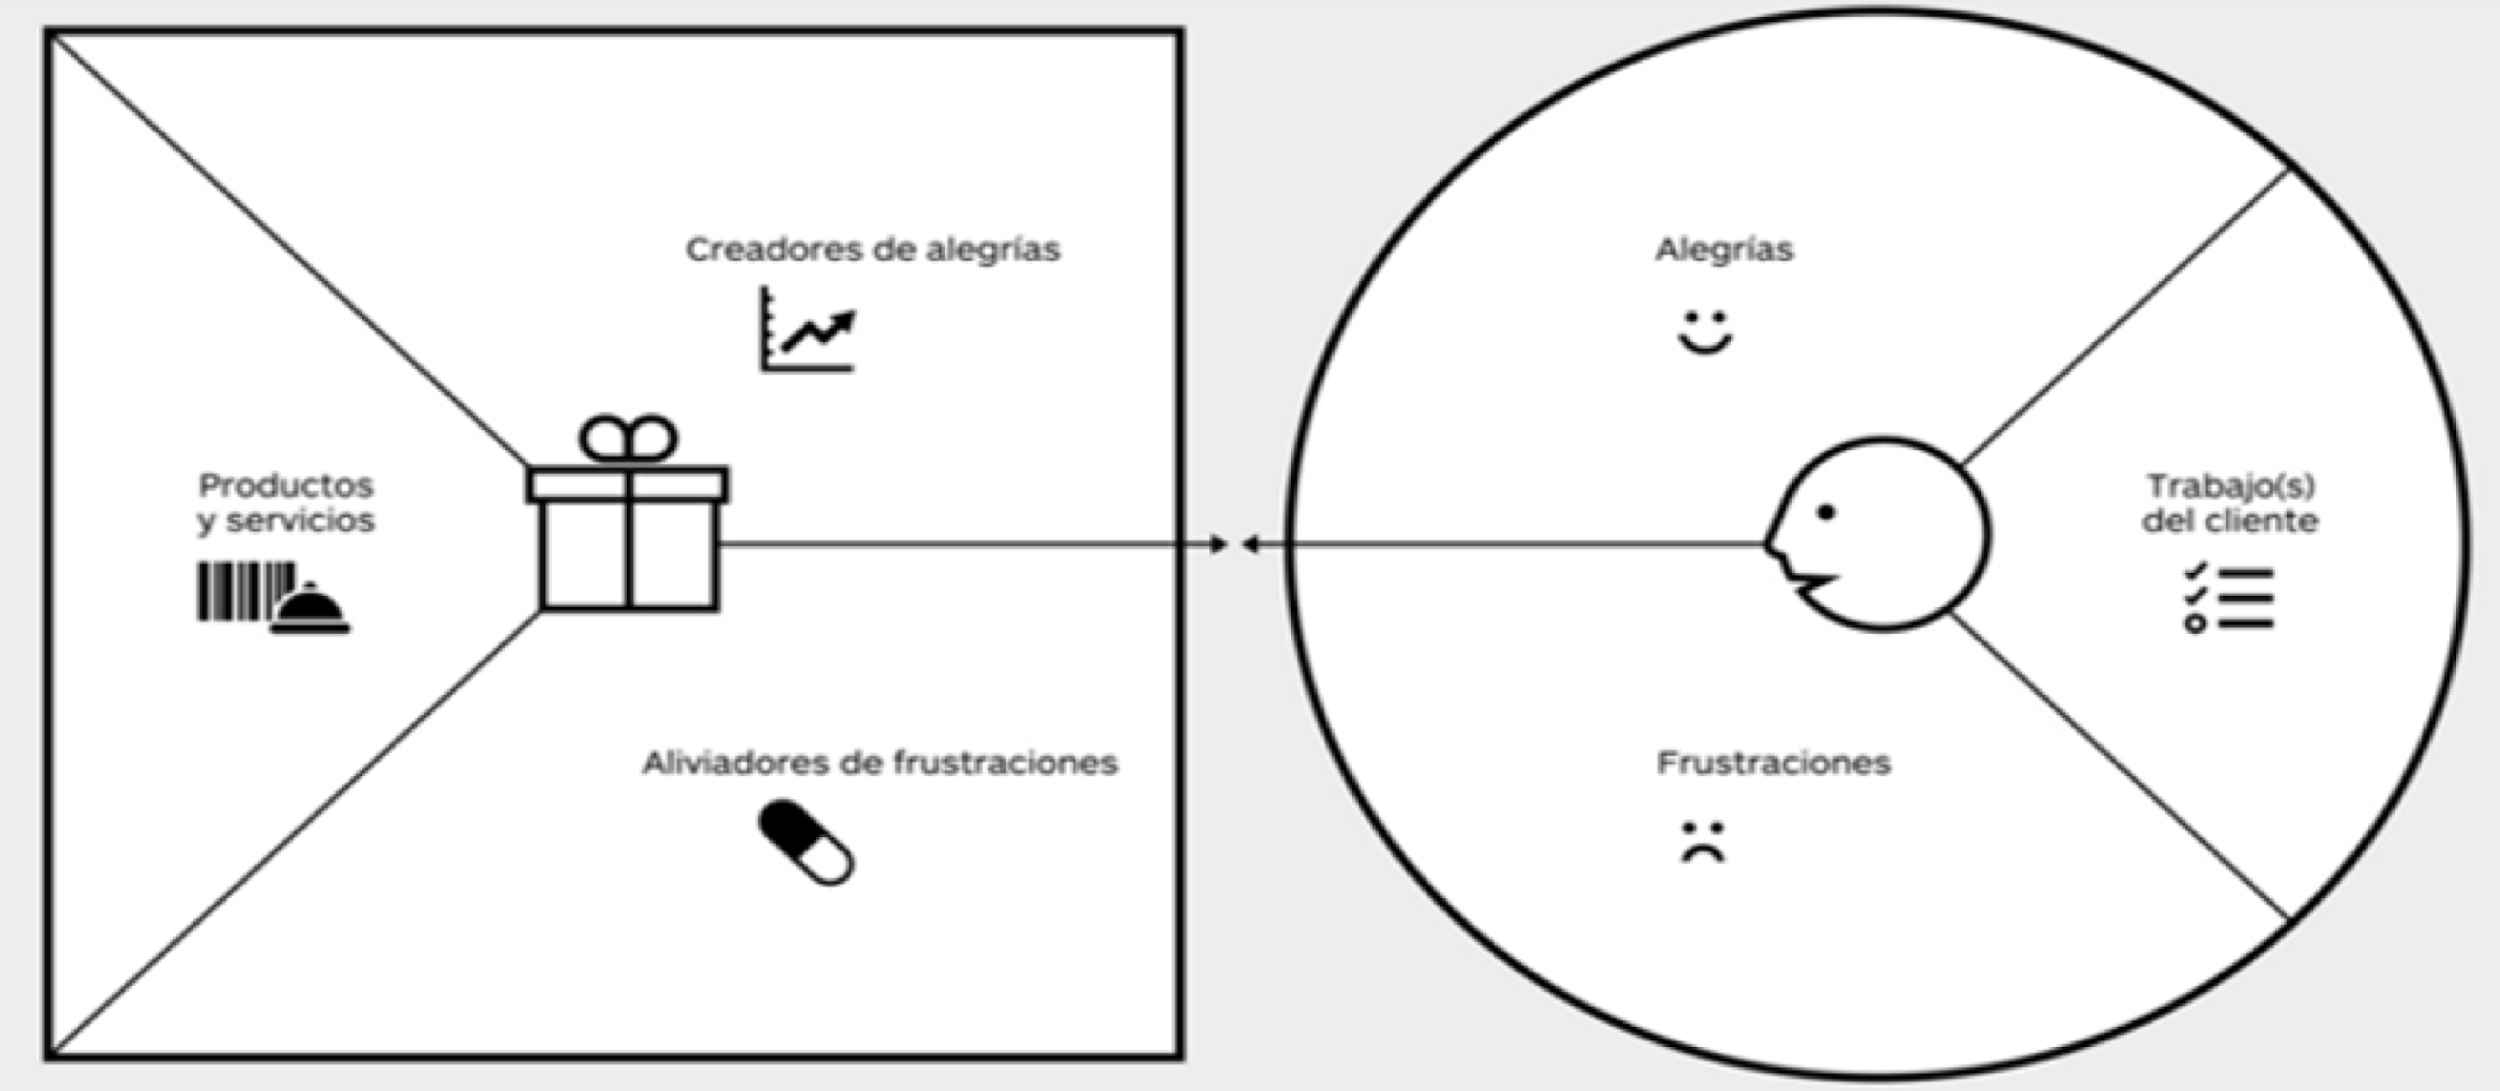 Creadores de alegrías
Productos
y servicios
Aliviadores de frustraciones
Alegrías
Trabajo(s)
del cliente
Frustraciones